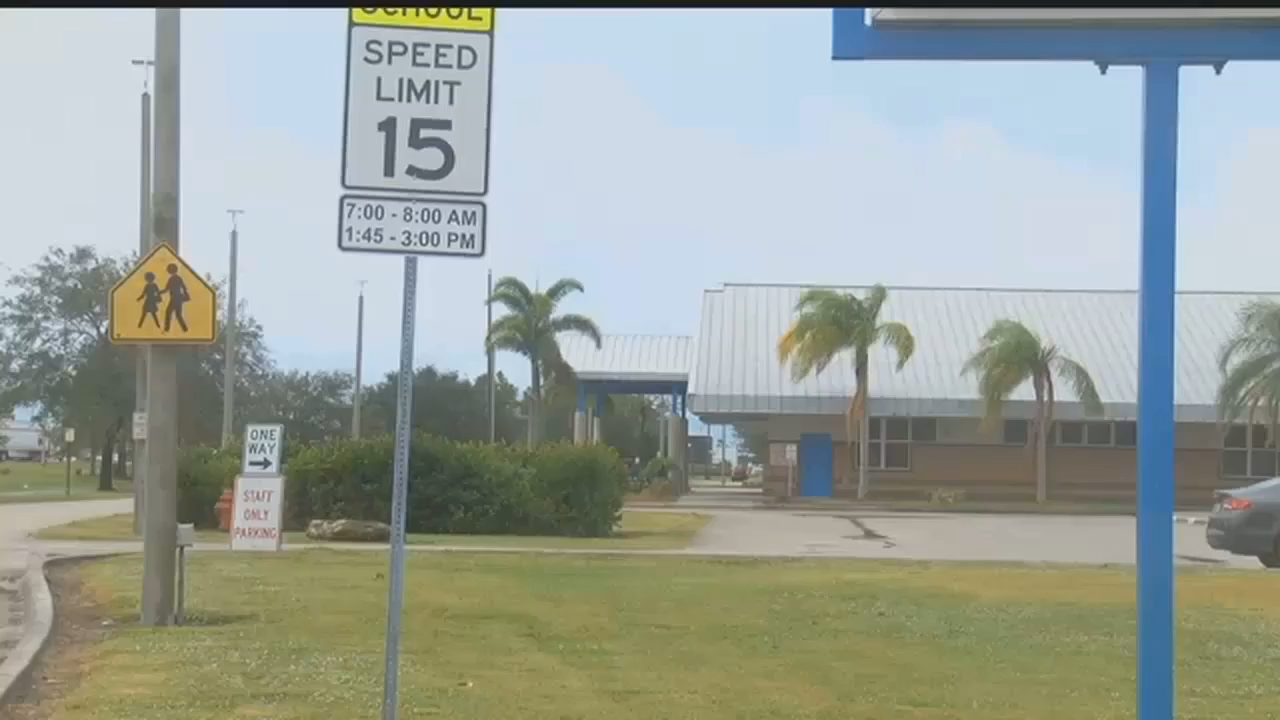 SCHOOL
SPEED
LIMIT
15
7:00 - 8:00 AM
1:45 - 3:00 PM
ONE
WAY
STAFF
ONLY
PARKING